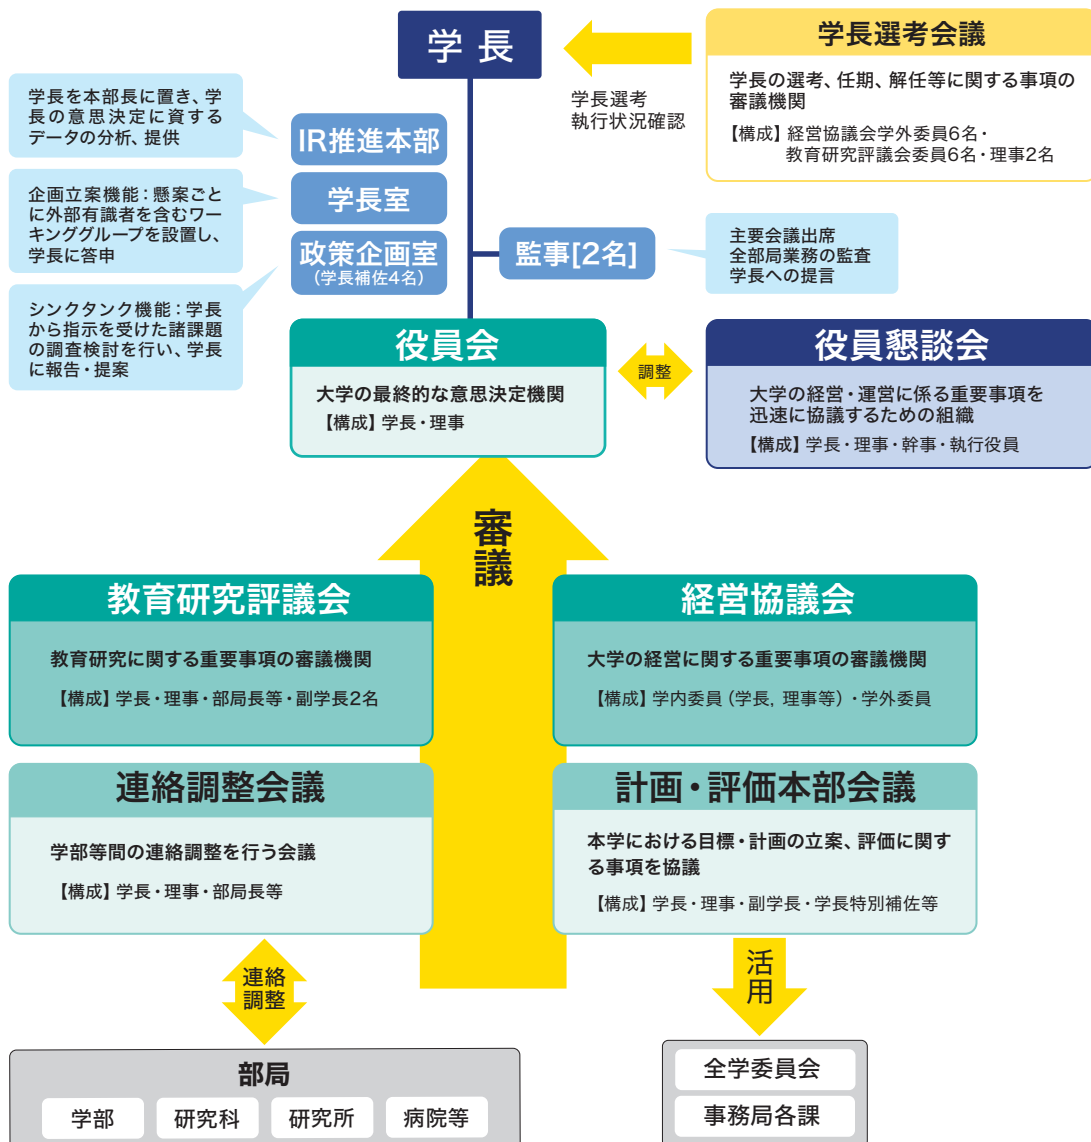 学長
学長選考会議
学長の選考、任期、解任等に関する事項の
審議機関
【構成】経営協議会学外委員6名・
教育研究評議会委員6名・理事2名
学長選考
執行状況確認
学長を本部長に置き、学
長の意思決定に資する
データの分析、提供
IR推進本部
企画立案機能：懸案ごと
に外部有識者を含むワー
キンググループを設置し、
学長に答申
学長室
政策企画室
(学長補佐4名)
シンクタンク機能：学長
から指示を受けた諸課題
の調査検討を行い、学長
に報告・提案
監事[2名]
主要会議出席
全部局業務の監査
学長への提言
役員会
大学の最終的な意思決定機関
【構成】学長・理事
調整
役員懇談会
大学の経営・運営に係る重要事項を
迅速に協議するための組織
【構成】学長・理事・幹事・執行役員
審議
教育研究評議会
教育研究に関する重要事項の審議機関
【構成】学長・理事・部局長等・副学長2名
経営協議会
大学の経営に関する重要事項の審議機関
【構成】学内委員（学長，理事等）・学外委員
連絡調整会議
学部等間の連絡調整を行う会議
【構成】学長・理事・部局長等
計画・評価本部会議
本学における目標・計画の立案、評価に関す
る事項を協議
【構成】学長・理事・副学長・学長特別補佐等
連絡
調整
活用
部局
学部
研究科
研究所
病院等
全学委員会
事務局各課